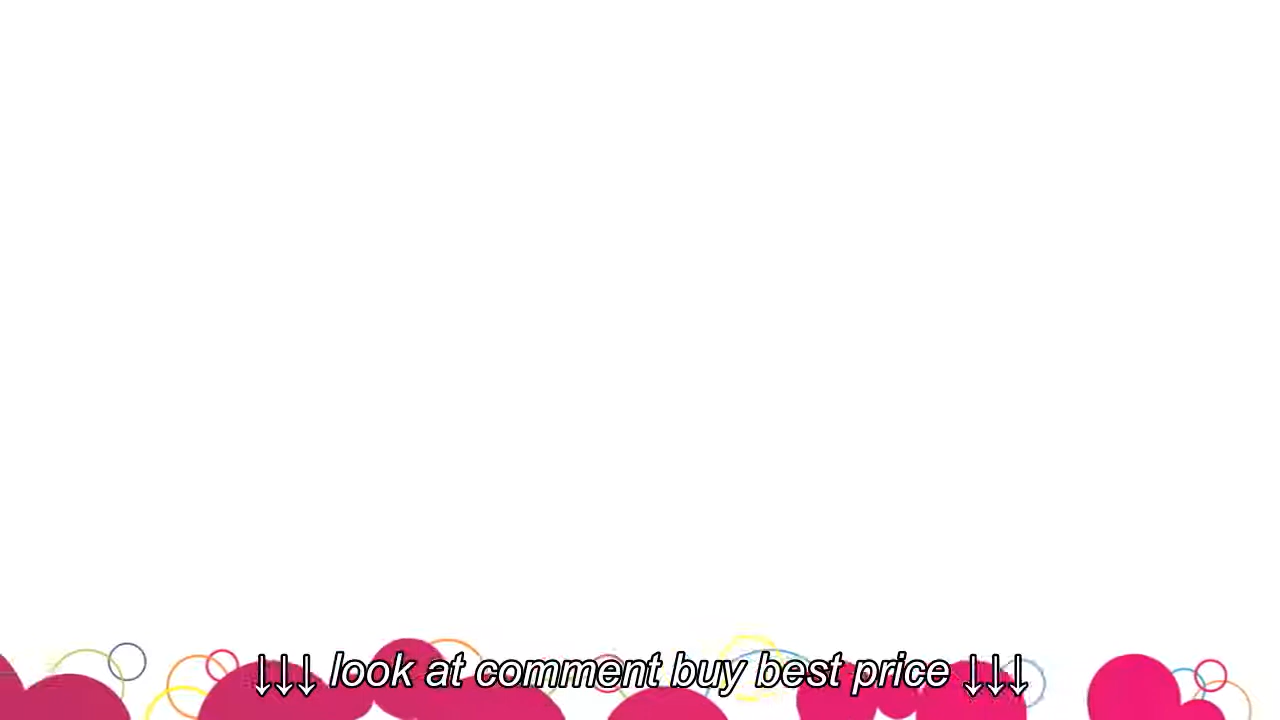 ↓↓↓ look at comment buy best price ↓↓↓